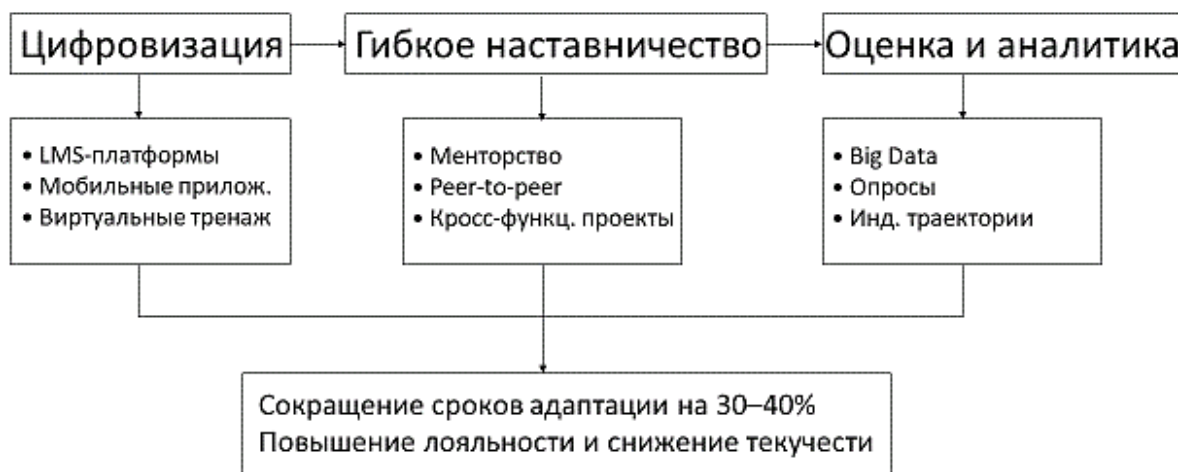 Цифровизация
Гибкое наставничество
Оценка и аналитика
• LMS-платформы
• Мобильные прилож.
• Виртуальные тренаж
• Менторство
• Peer-to-peer
• Кросс-функц. проекты
• Big Data
• Опросы
• Инд. траектории
Сокращение сроков адаптации на 30–40%
Повышение лояльности и снижение текучести